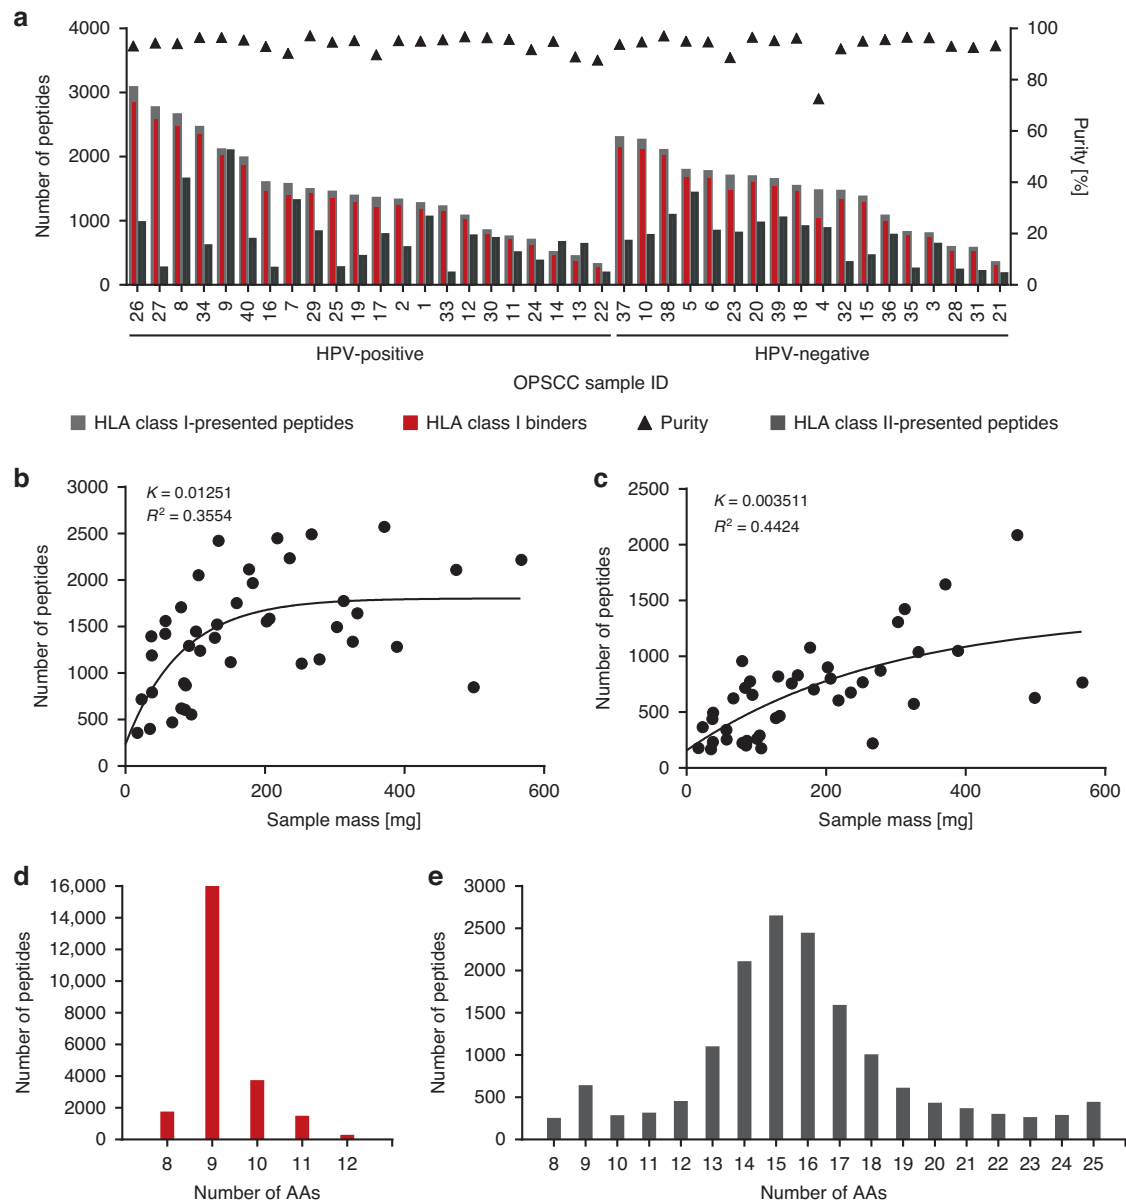 a
4000
3000
2000
1000
0
Number of peptides
100
80
60
40
20
0
Purity [%]
26 27 8 34 9 40 16 7 29 25 19 17 2 1 33 12 30 11 24 14 13 22 37 10 38 5 6 23 20 39 18 4 32 15 36 35 3 28 31 21
HPV-positive HPV-negative
OPSCC sample ID
HLA class I-presented peptides HLA class I binders Purity HLA class II-presented peptides
b
3000
2500
2000
1500
1000
500
0
Number of peptides
K = 0.01251
R² = 0.3554
0 200 400 600
Sample mass [mg]
c
2500
2000
1500
1000
500
0
Number of peptides
K = 0.003511
R² = 0.4424
0 200 400 600
Sample mass [mg]
d
16,000
14,000
12,000
10,000
8000
6000
4000
2000
0
Number of peptides
8 9 10 11 12
Number of AAs
e
3000
2500
2000
1500
1000
500
0
Number of peptides
8 9 10 11 12 13 14 15 16 17 18 19 20 21 22 23 24 25
Number of AAs